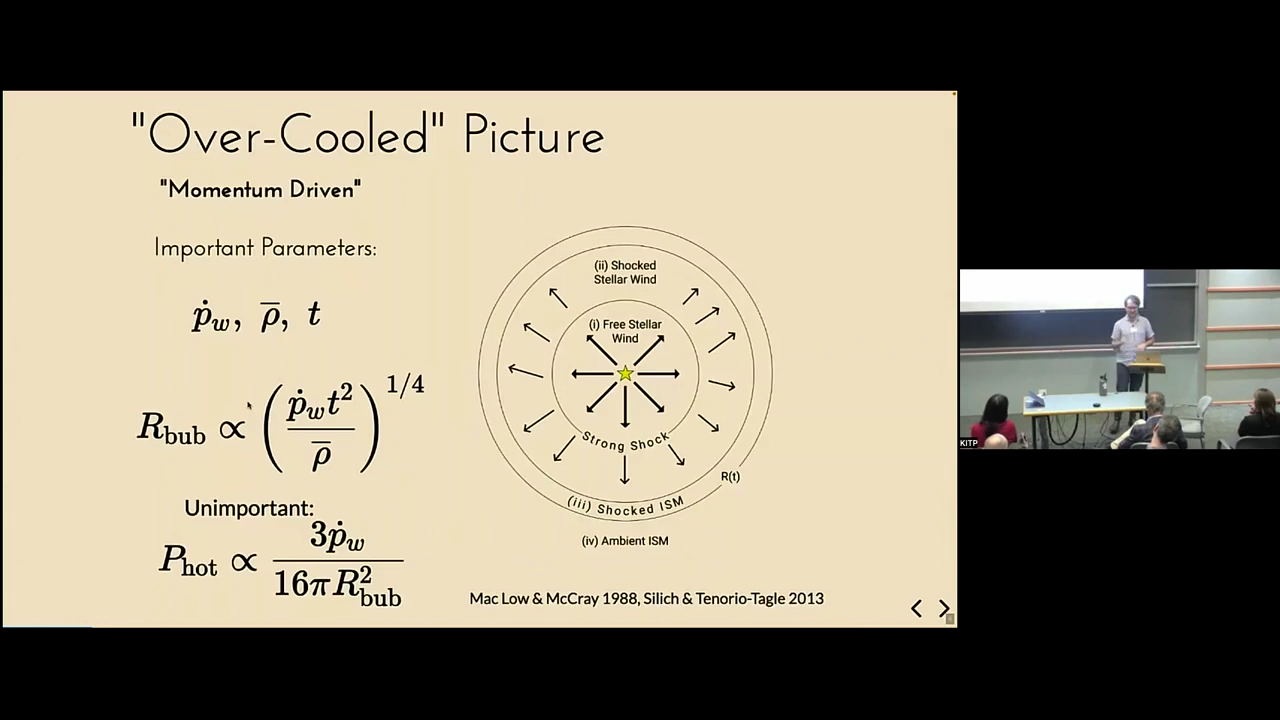 "Over-Cooled" Picture
"Momentum Driven"
Important Parameters:
ṗ_w, ρ̅, t
R_bub ∝ (ṗ_w t² / ρ̅)^1/4
Unimportant:
P_hot ∝ 3ṗ_w / 16πR²_bub
(ii) Shocked
Stellar Wind
(i) Free Stellar
Wind
Strong Shock
R(t)
(iii) Shocked ISM
(iv) Ambient ISM
Mac Low & McCray 1988, Silich & Tenorio-Tagle 2013
KITP